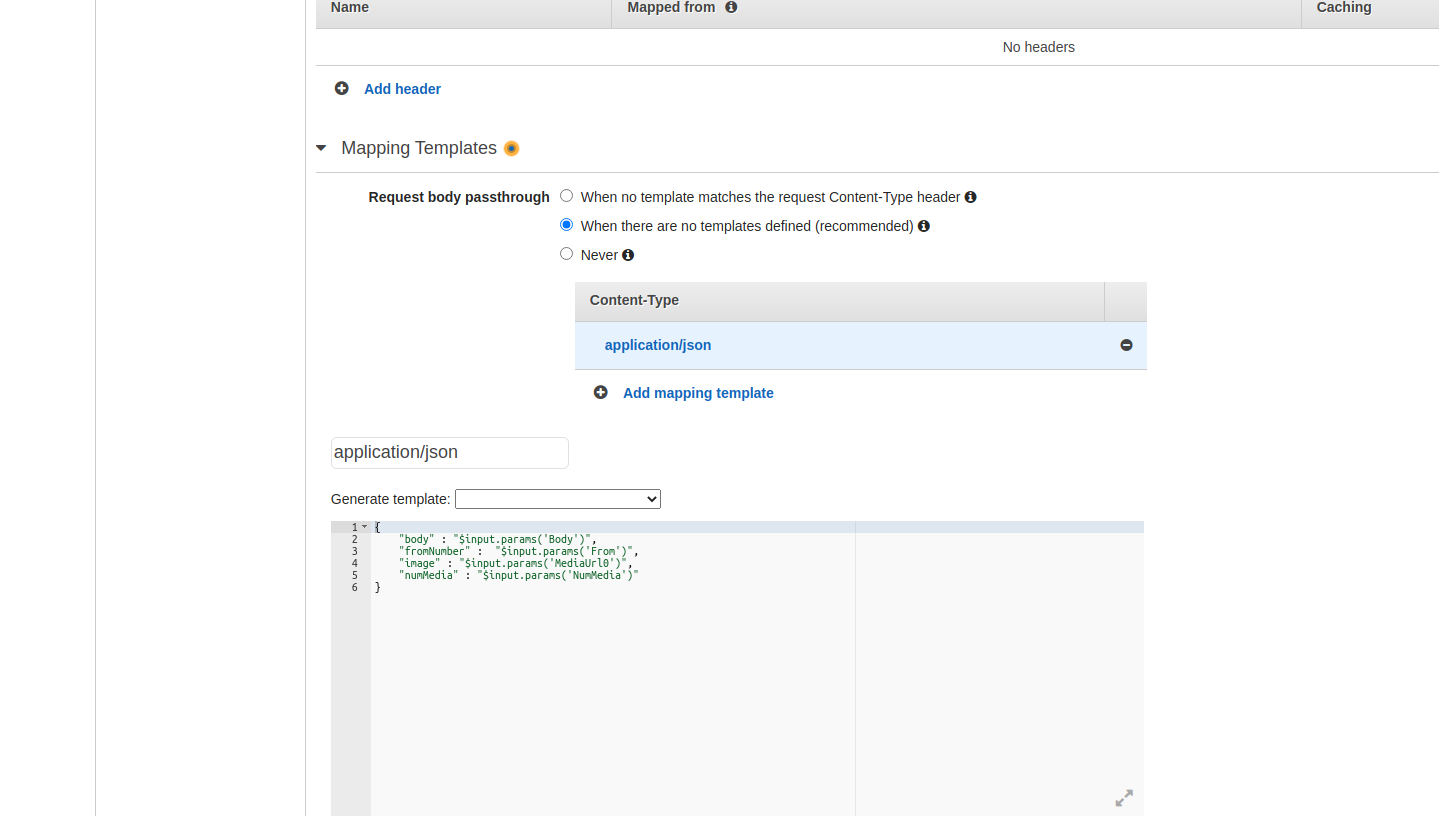 Name Mapped from Caching
No headers
Add header
Mapping Templates
Request body passthrough When no template matches the request Content-Type header
When there are no templates defined (recommended)
Never
Content-Type
application/json
Add mapping template
application/json
Generate template:
1 {
2 "body" : "$input.params('Body')",
3 "fromNumber" :  "$input.params('From')",
4 "image" : "$input.params('MediaUrl0')",
5 "numMedia" : "$input.params('NumMedia')"
6 }